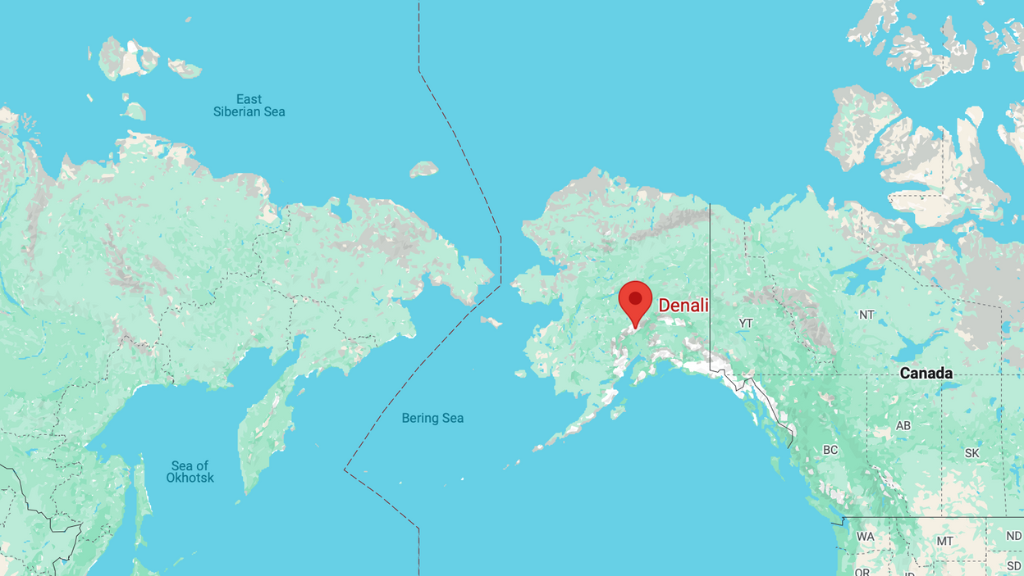 East
Siberian Sea
Denali
NT
YT
Canada
Bering Sea
AB
BC
SK
Sea of
Okhotsk
WA
MT
ND
OR
ID
SD